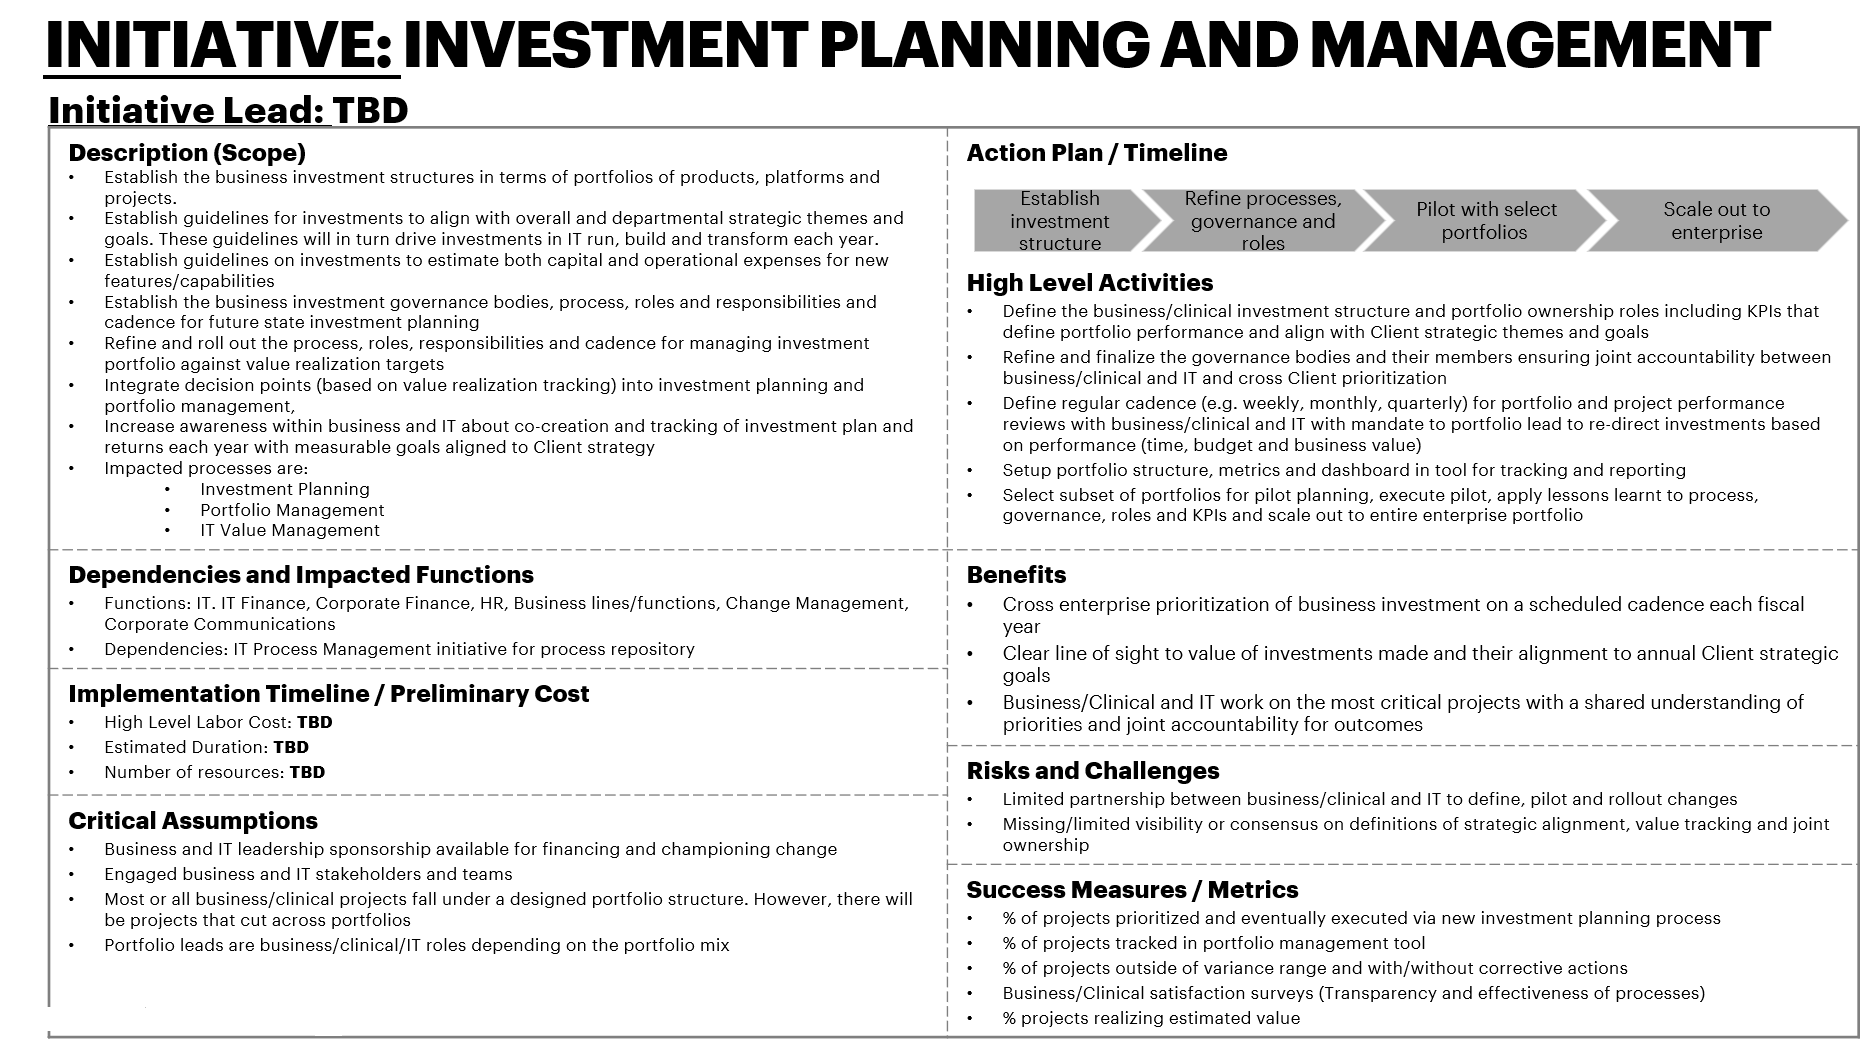 INITIATIVE: INVESTMENT PLANNING AND MANAGEMENT
Initiative Lead: TBD
Description (Scope)
• Establish the business investment structures in terms of portfolios of products, platforms and
projects.
• Establish guidelines for investments to align with overall and departmental strategic themes and
goals. These guidelines will in turn drive investments in IT run, build and transform each year.
• Establish guidelines on investments to estimate both capital and operational expenses for new
features/capabilities
• Establish the business investment governance bodies, process, roles and responsibilities and
cadence for future state investment planning
• Refine and roll out the process, roles, responsibilities and cadence for managing investment
portfolio against value realization targets
• Integrate decision points (based on value realization tracking) into investment planning and
portfolio management,
• Increase awareness within business and IT about co-creation and tracking of investment plan and
returns each year with measurable goals aligned to Client strategy
• Impacted processes are:
• Investment Planning
• Portfolio Management
• IT Value Management
Dependencies and Impacted Functions
• Functions: IT. IT Finance, Corporate Finance, HR, Business lines/functions, Change Management,
Corporate Communications
• Dependencies: IT Process Management initiative for process repository
Implementation Timeline / Preliminary Cost
• High Level Labor Cost: TBD
• Estimated Duration: TBD
• Number of resources: TBD
Critical Assumptions
• Business and IT leadership sponsorship available for financing and championing change
• Engaged business and IT stakeholders and teams
• Most or all business/clinical projects fall under a designed portfolio structure. However, there will
be projects that cut across portfolios
• Portfolio leads are business/clinical/IT roles depending on the portfolio mix
Action Plan / Timeline
Establish
investment
structure
Refine processes,
governance and
roles
Pilot with select
portfolios
Scale out to
enterprise
High Level Activities
• Define the business/clinical investment structure and portfolio ownership roles including KPIs that
define portfolio performance and align with Client strategic themes and goals
• Refine and finalize the governance bodies and their members ensuring joint accountability between
business/clinical and IT and cross Client prioritization
• Define regular cadence (e.g. weekly, monthly, quarterly) for portfolio and project performance
reviews with business/clinical and IT with mandate to portfolio lead to re-direct investments based
on performance (time, budget and business value)
• Setup portfolio structure, metrics and dashboard in tool for tracking and reporting
• Select subset of portfolios for pilot planning, execute pilot, apply lessons learnt to process,
governance, roles and KPIs and scale out to entire enterprise portfolio
Benefits
• Cross enterprise prioritization of business investment on a scheduled cadence each fiscal
year
• Clear line of sight to value of investments made and their alignment to annual Client strategic
goals
• Business/Clinical and IT work on the most critical projects with a shared understanding of
priorities and joint accountability for outcomes
Risks and Challenges
• Limited partnership between business/clinical and IT to define, pilot and rollout changes
• Missing/limited visibility or consensus on definitions of strategic alignment, value tracking and joint
ownership
Success Measures / Metrics
• % of projects prioritized and eventually executed via new investment planning process
• % of projects tracked in portfolio management tool
• % of projects outside of variance range and with/without corrective actions
• Business/Clinical satisfaction surveys (Transparency and effectiveness of processes)
• % projects realizing estimated value